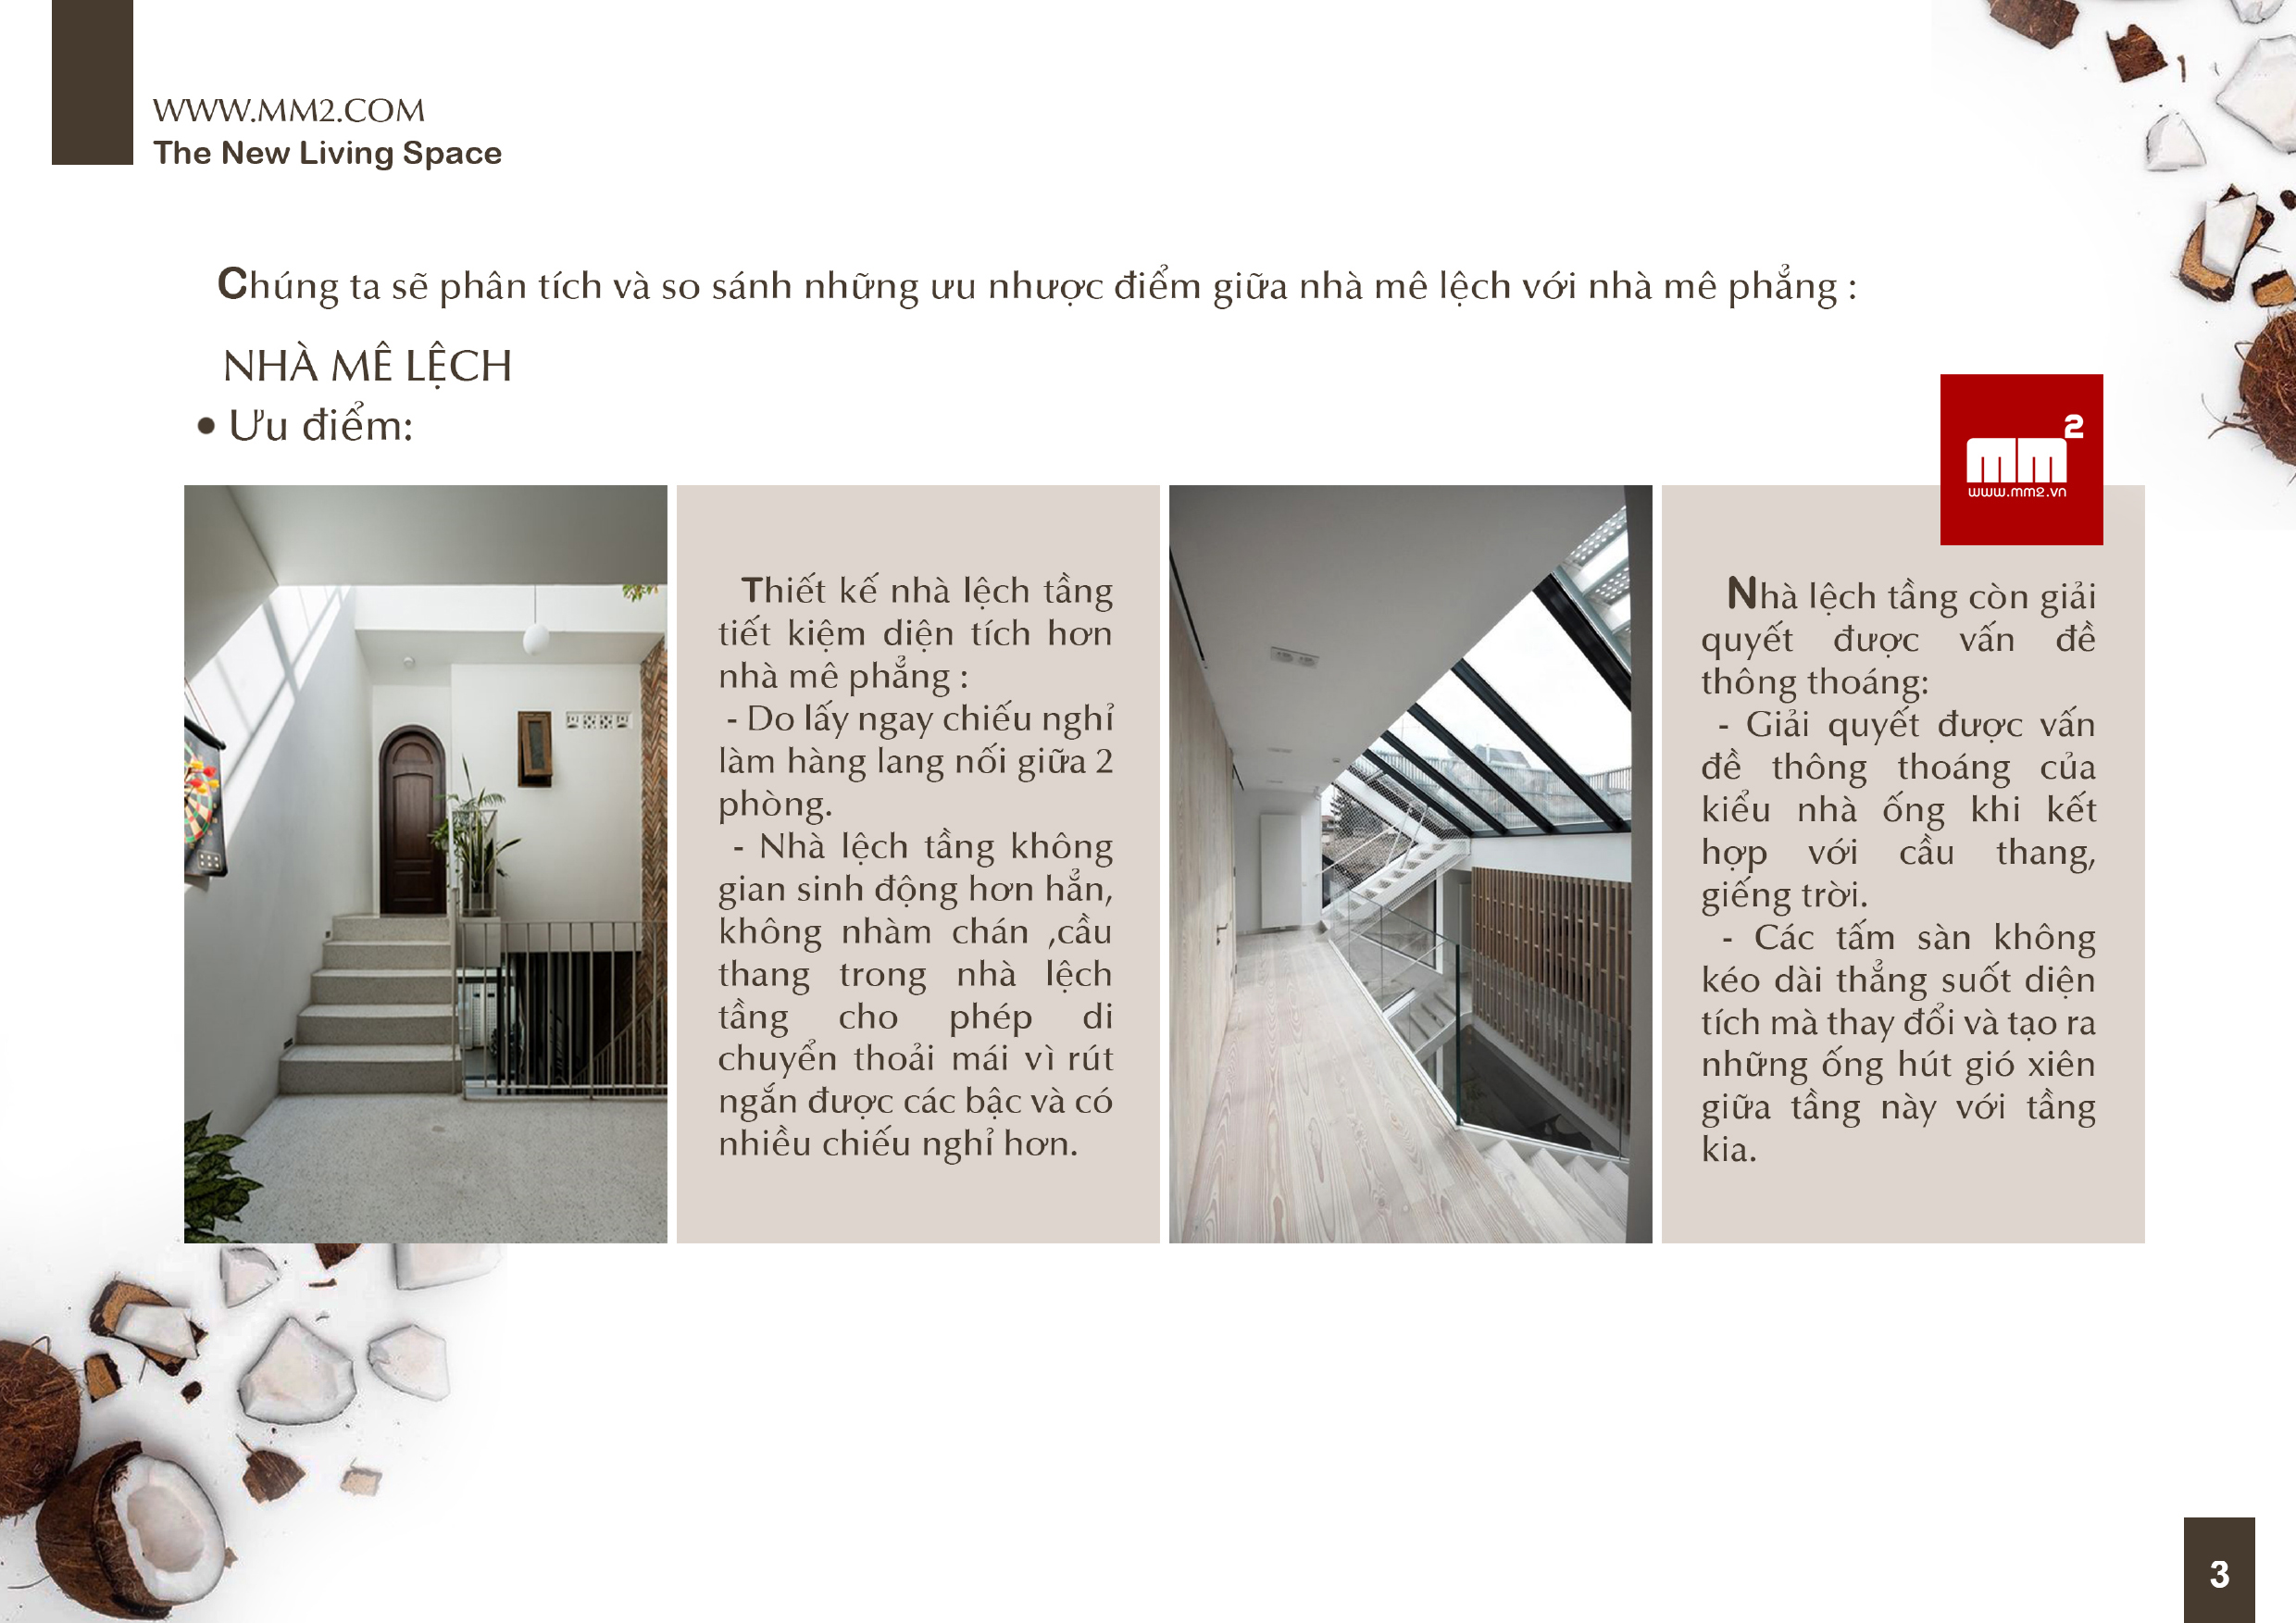 WWW.MM2.COM
The New Living Space
Chúng ta sẽ phân tích và so sánh những ưu nhược điểm giữa nhà mê lệch với nhà mê phẳng :
NHÀ MÊ LỆCH
• Ưu điểm:
mm2
www.mm2.vn
Thiết kế nhà lệch tầng
tiết kiệm diện tích hơn
nhà mê phẳng :
- Do lấy ngay chiếu nghỉ
làm hàng lang nối giữa 2
phòng.
- Nhà lệch tầng không
gian sinh động hơn hẳn,
không nhàm chán ,cầu
thang trong nhà lệch
tầng cho phép di
chuyển thoải mái vì rút
ngắn được các bậc và có
nhiều chiếu nghỉ hơn.
Nhà lệch tầng còn giải
quyết được vấn đề
thông thoáng:
- Giải quyết được vấn
đề thông thoáng của
kiểu nhà ống khi kết
hợp với cầu thang,
giếng trời.
- Các tấm sàn không
kéo dài thẳng suốt diện
tích mà thay đổi và tạo ra
những ống hút gió xiên
giữa tầng này với tầng
kia.
3